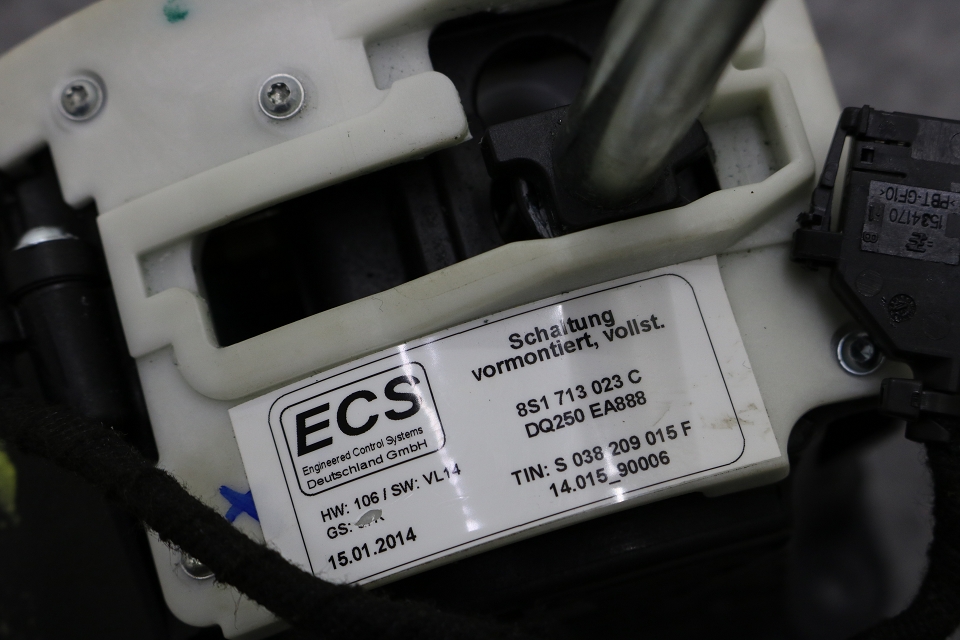 ECS
Engineered Control Systems
Deutschland GmbH
Schaltung
vormontiert, vollst.
8S1 713 023 C
DQ250 EA888
HW: 106 / SW: VL14
GS:
15.01.2014
TIN: S 038 209 015 F
14.015_90006
>PBT-GF10<
1534170